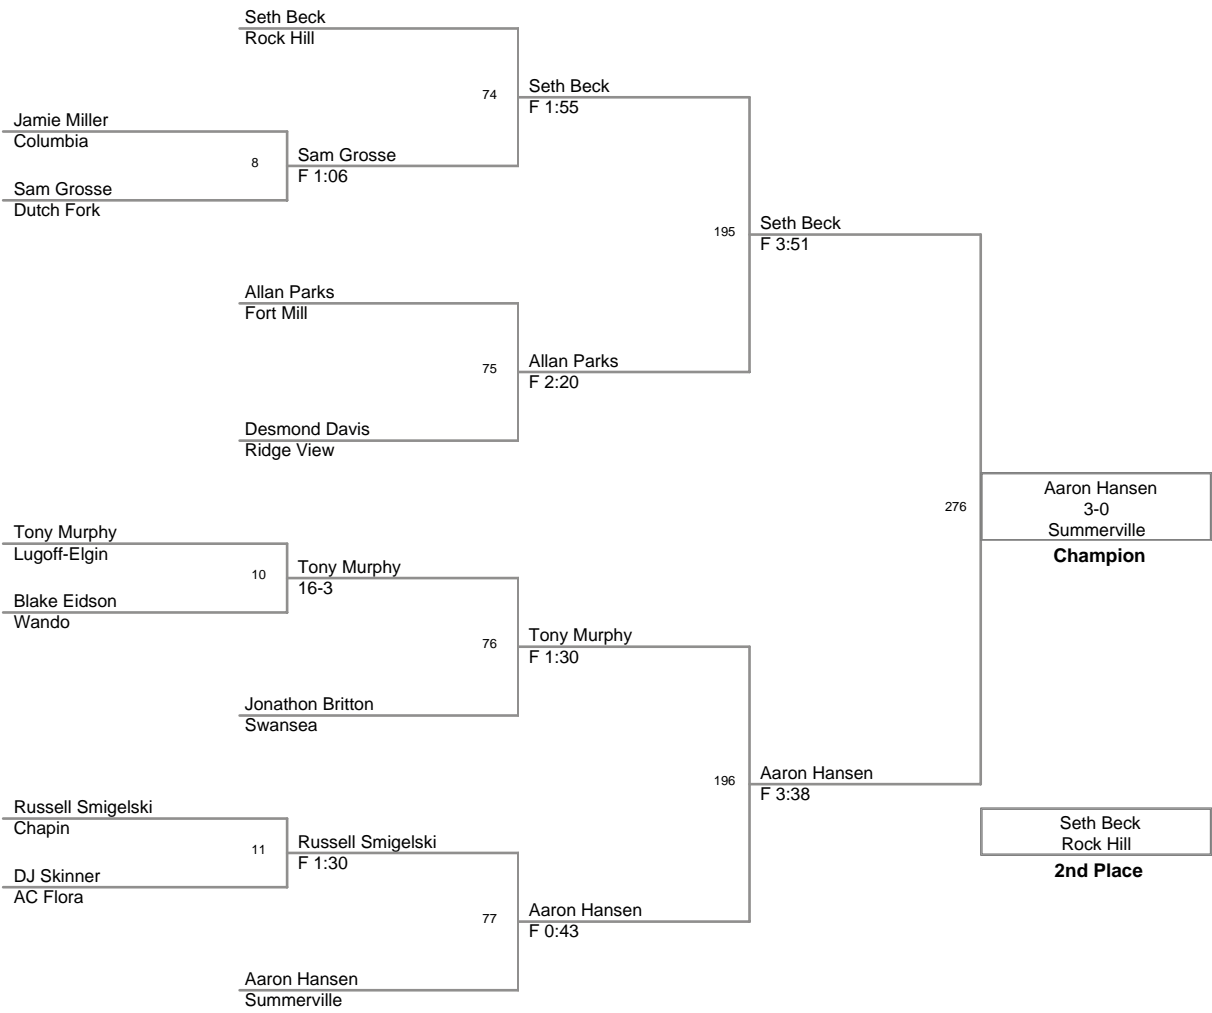 Seth Beck
Rock Hill
74
Seth Beck
F 1:55
Jamie Miller
Columbia
8
Sam Grosse
F 1:06
Sam Grosse
Dutch Fork
195
Seth Beck
F 3:51
Allan Parks
Fort Mill
75
Allan Parks
F 2:20
Desmond Davis
Ridge View
276
Aaron Hansen
3-0
Summerville
Champion
Tony Murphy
Lugoff-Elgin
10
Tony Murphy
16-3
Blake Eidson
Wando
76
Tony Murphy
F 1:30
Jonathon Britton
Swansea
196
Aaron Hansen
F 3:38
Russell Smigelski
Chapin
11
Russell Smigelski
F 1:30
DJ Skinner
AC Flora
77
Aaron Hansen
F 0:43
Aaron Hansen
Summerville
Seth Beck
Rock Hill
2nd Place